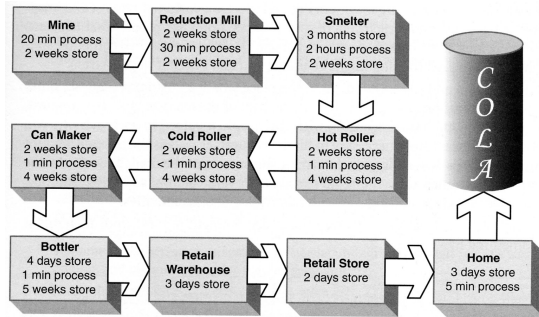 Mine
20 min process
2 weeks store
Reduction Mill
2 weeks store
30 min process
2 weeks store
Smelter
3 months store
2 hours process
2 weeks store
Hot Roller
2 weeks store
1 min process
4 weeks store
Cold Roller
2 weeks store
< 1 min process
4 weeks store
Can Maker
2 weeks store
1 min process
4 weeks store
Bottler
4 days store
1 min process
5 weeks store
Retail
Warehouse
3 days store
Retail Store
2 days store
Home
3 days store
5 min process
COLA